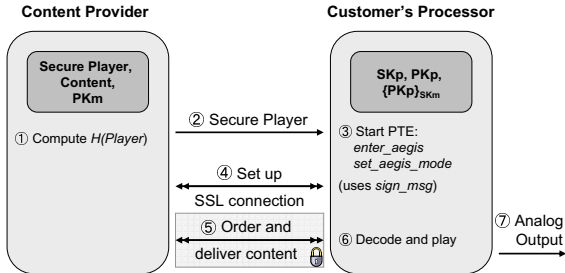 Content Provider
Customer's Processor
Secure Player,
Content,
PKm
SKp, PKp,
{PKp}SKm
① Compute H(Player)
② Secure Player
③ Start PTE:
enter_aegis
set_aegis_mode
(uses sign_msg)
④ Set up
SSL connection
⑤ Order and
deliver content
⑥ Decode and play
⑦ Analog
Output